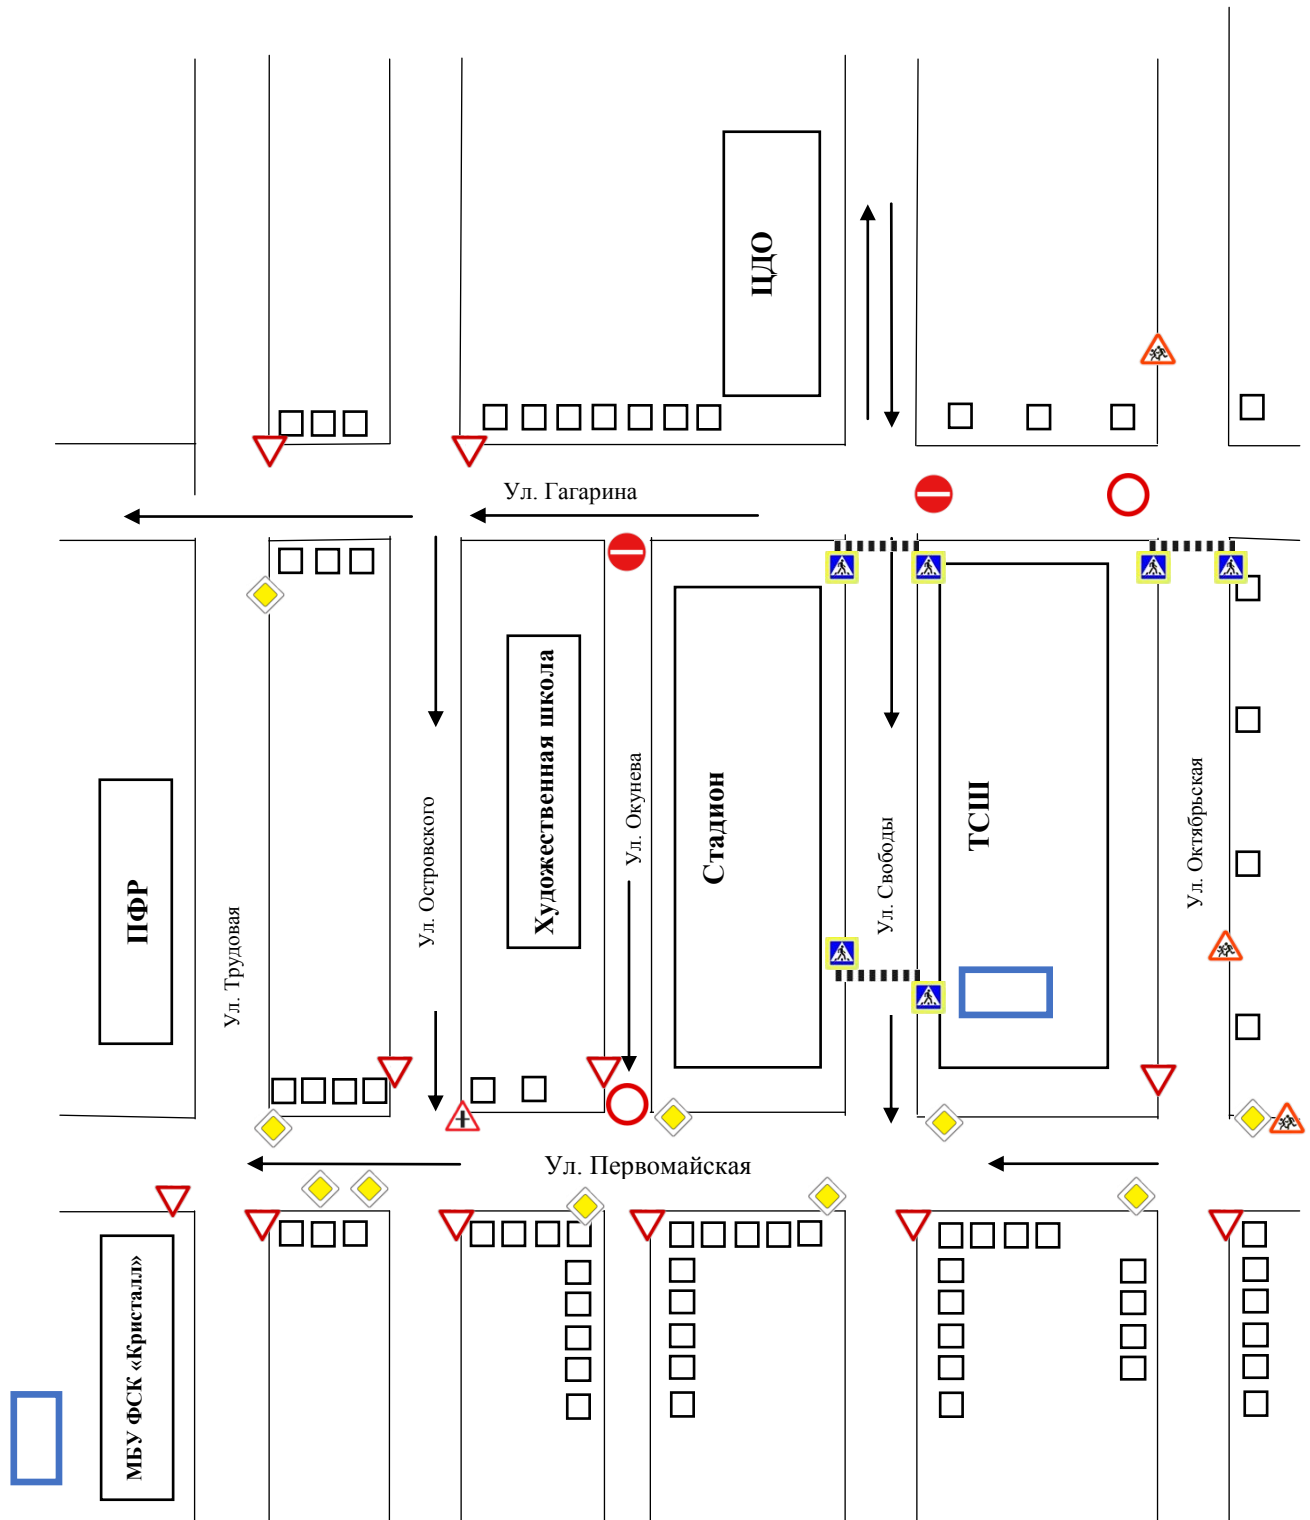 ЦДО
Ул. Гагарина
Художественная школа
Стадион
ТСШ
ПФР
Ул. Трудовая
Ул. Островского
Ул. Окунева
Ул. Свободы
Ул. Октябрьская
Ул. Первомайская
МБУ ФСК «Кристалл»